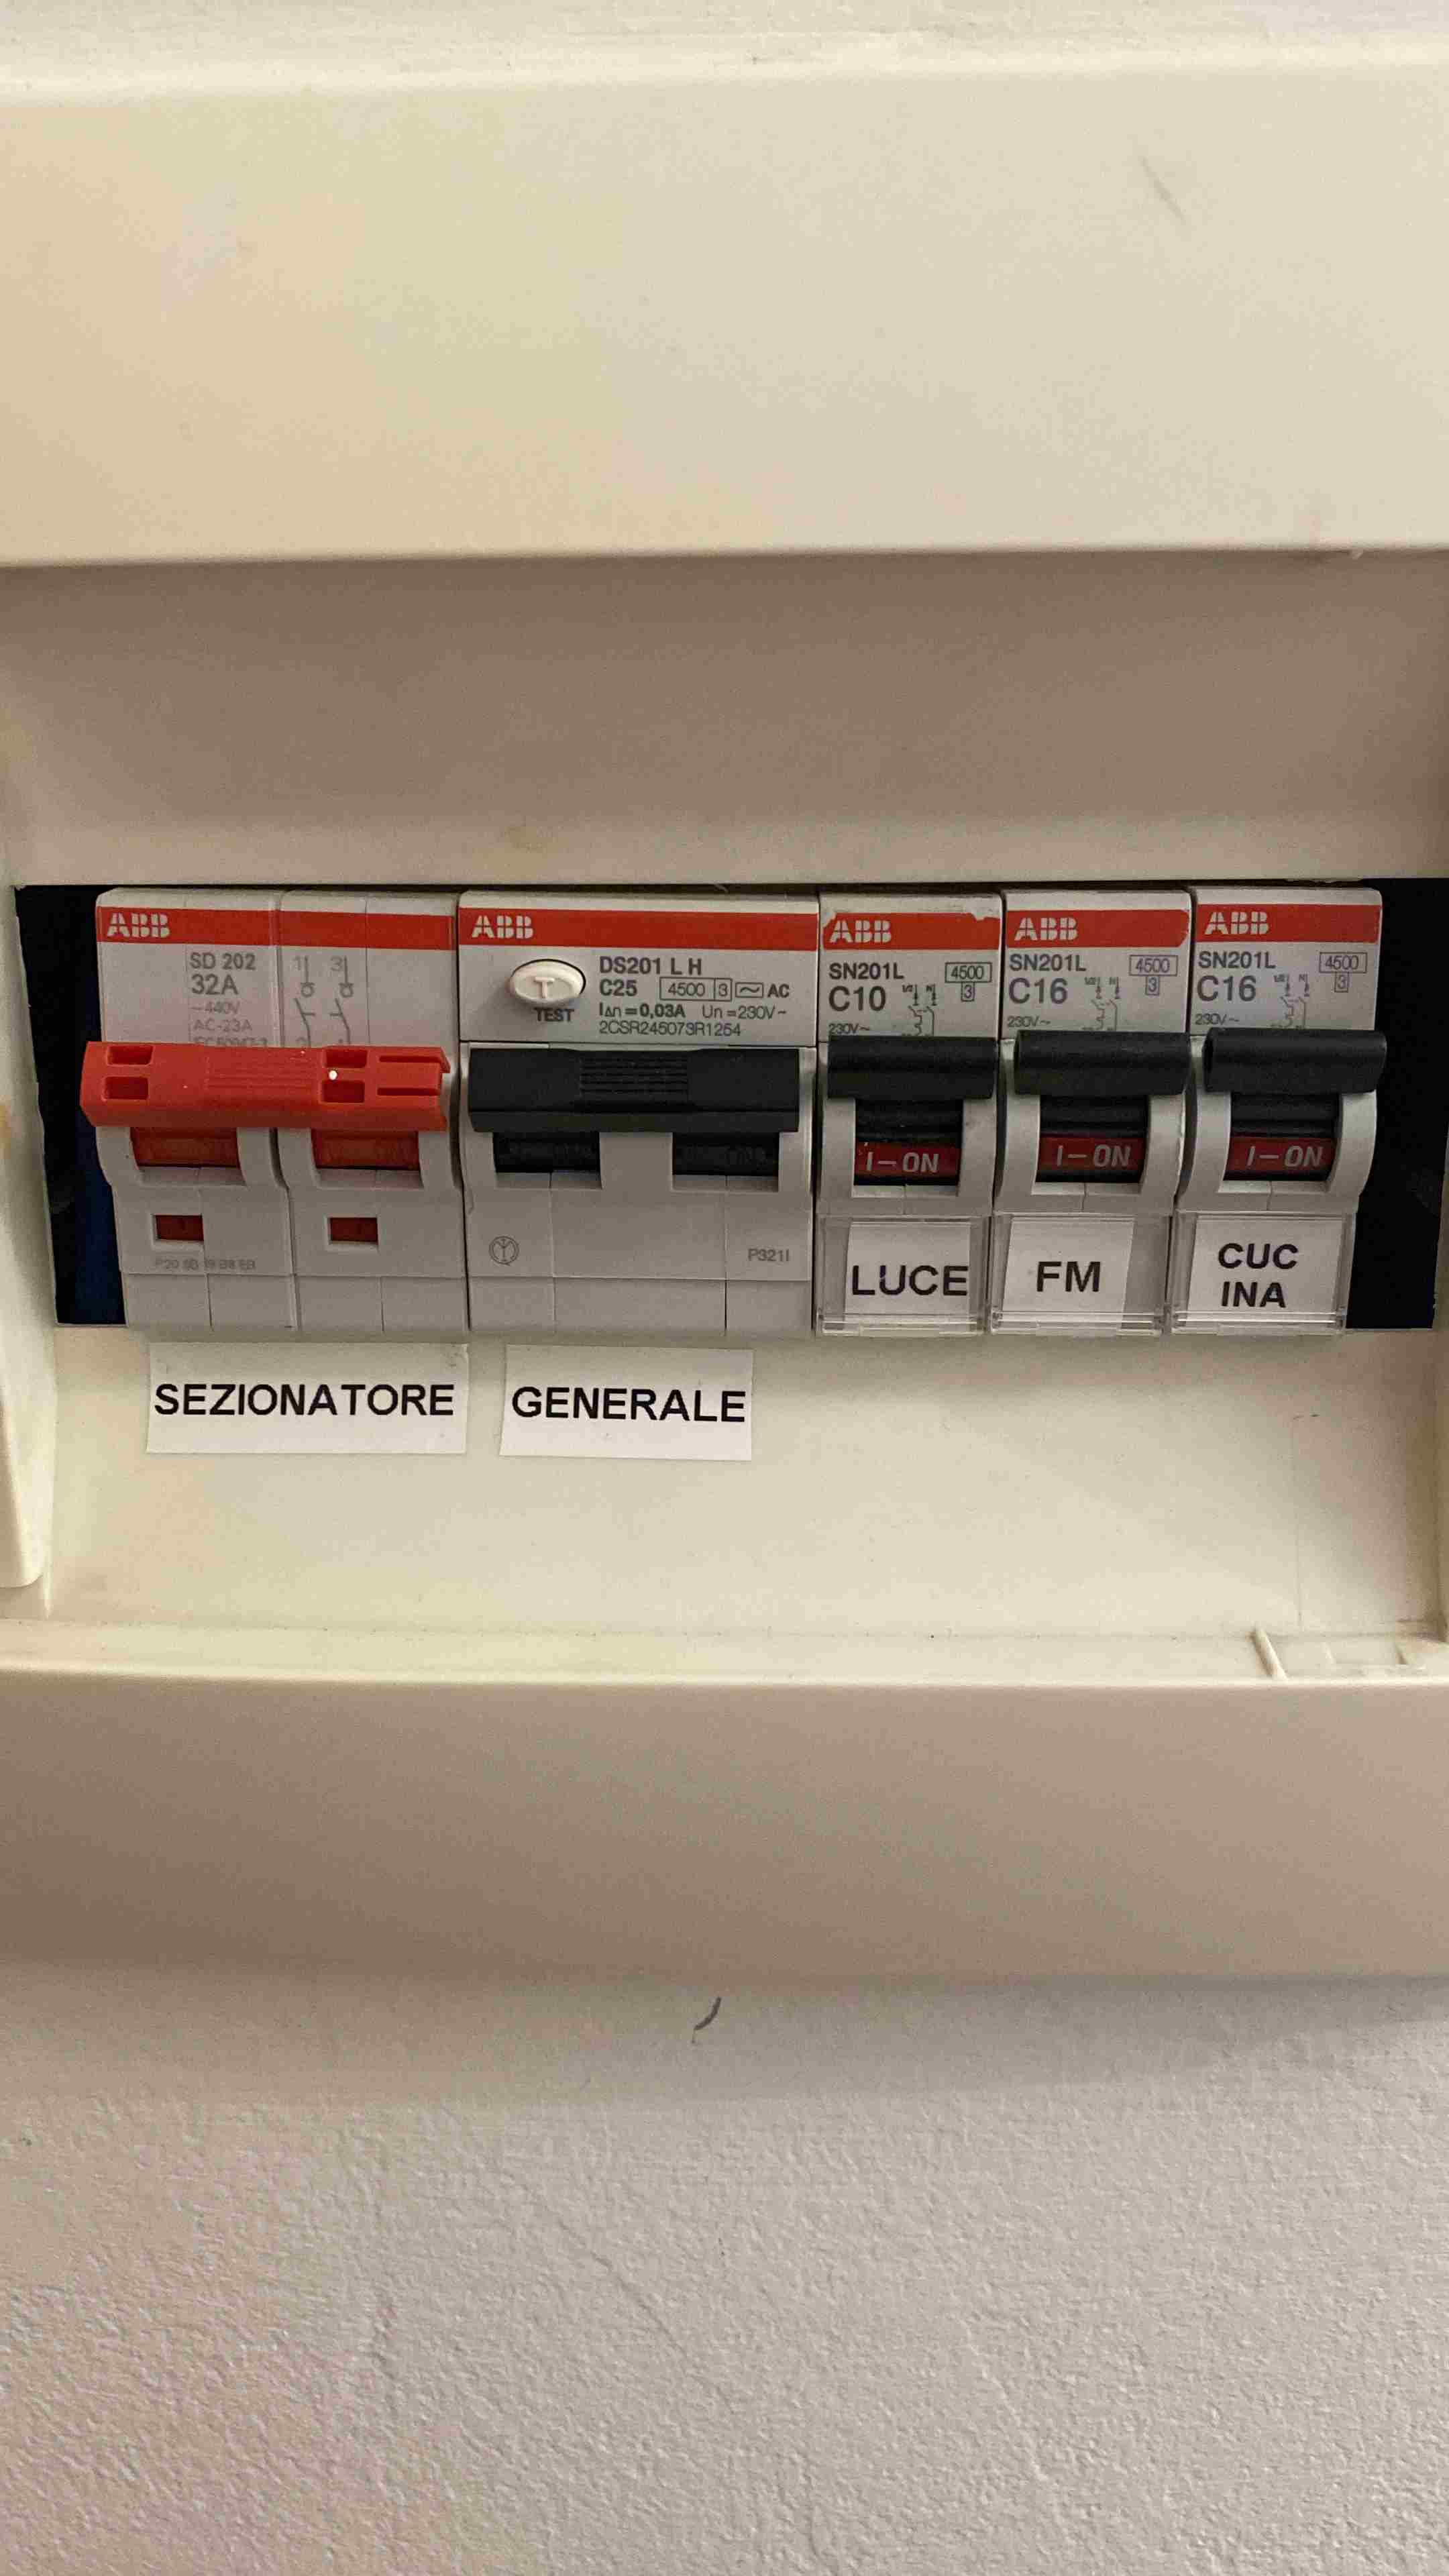 ABB
SD 202
32A
~440V
AC-23A
1 3
ABB
T
TEST
DS201 L H
C25 4500 3 AC
IΔn=0,03A Un=230V~
2CSR245073R1254
ABB
SN201L
C10
4500
3
230V~
ABB
SN201L
C16
4500
3
230V~
ABB
SN201L
C16
4500
3
230V~
I-ON
I-ON
I-ON
P321I
LUCE
FM
CUC
INA
SEZIONATORE
GENERALE